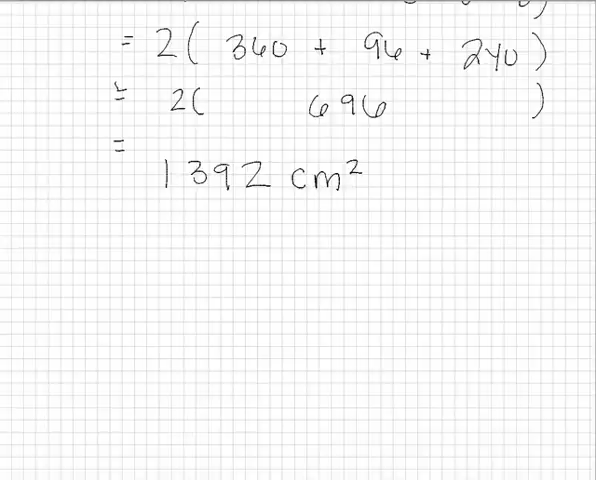 = 2( 360 + 96 + 240 )
= 2( 696 )
=
1392 cm²